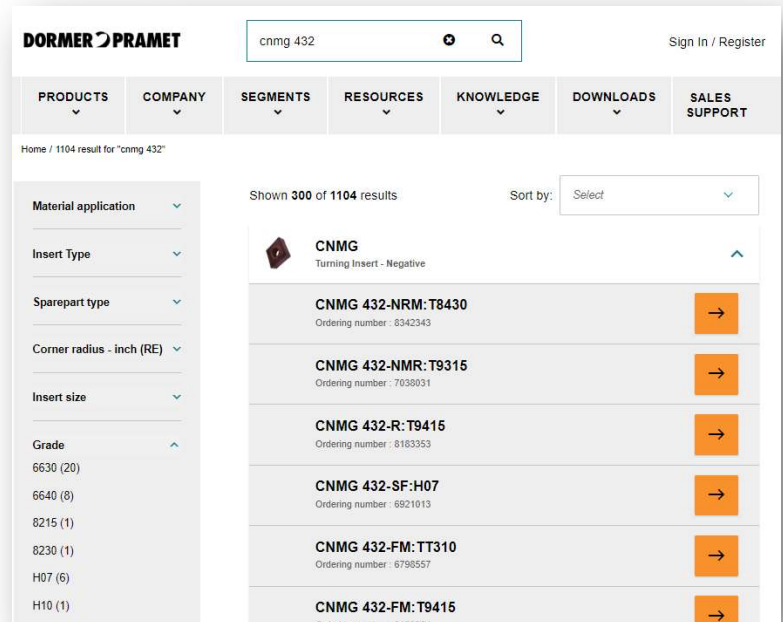 DORMER PRAMET
cnmg 432
Sign In / Register
PRODUCTS
COMPANY
SEGMENTS
RESOURCES
KNOWLEDGE
DOWNLOADS
SALES
SUPPORT
Home / 1104 result for "cnmg 432"
Material application
Insert Type
Sparepart type
Corner radius - inch (RE)
Insert size
Grade
6630 (20)
6640 (8)
8215 (1)
8230 (1)
H07 (6)
H10 (1)
Shown 300 of 1104 results
Sort by:
Select
CNMG
Turning Insert - Negative
CNMG 432-NRM:T8430
Ordering number : 8342343
CNMG 432-NMR:T9315
Ordering number : 7038031
CNMG 432-R:T9415
Ordering number : 8183353
CNMG 432-SF:H07
Ordering number : 6921013
CNMG 432-FM:TT310
Ordering number : 6798557
CNMG 432-FM:T9415